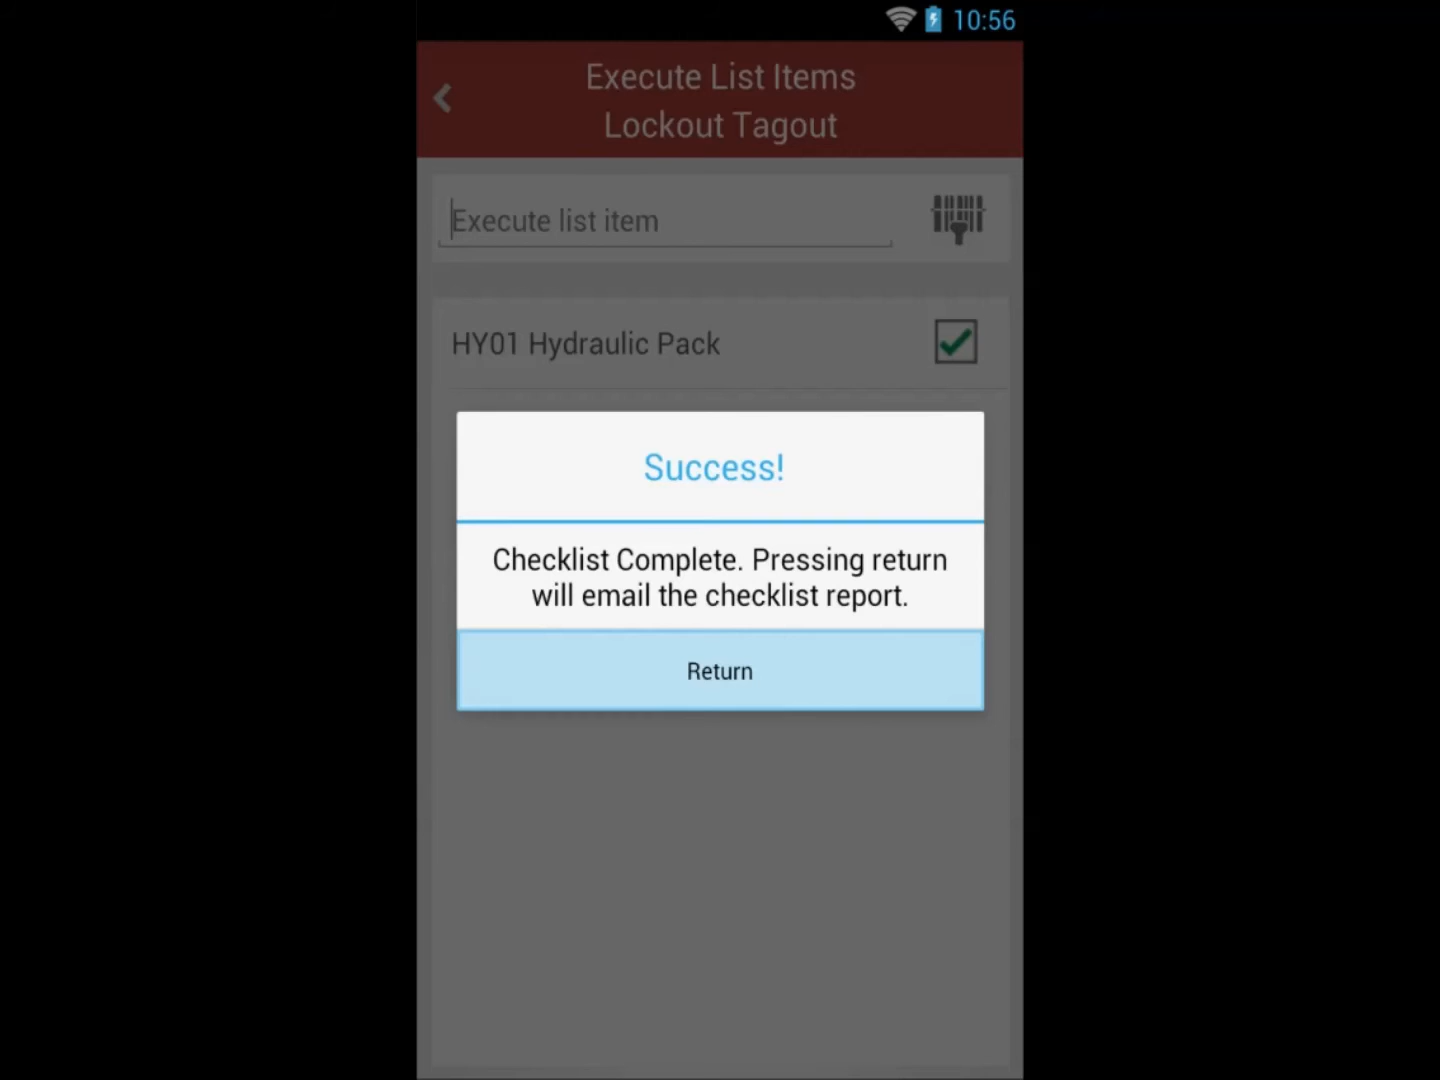 10:56
Execute List Items
Lockout Tagout
Execute list item
HY01 Hydraulic Pack
Success!
Checklist Complete. Pressing return
will email the checklist report.
Return